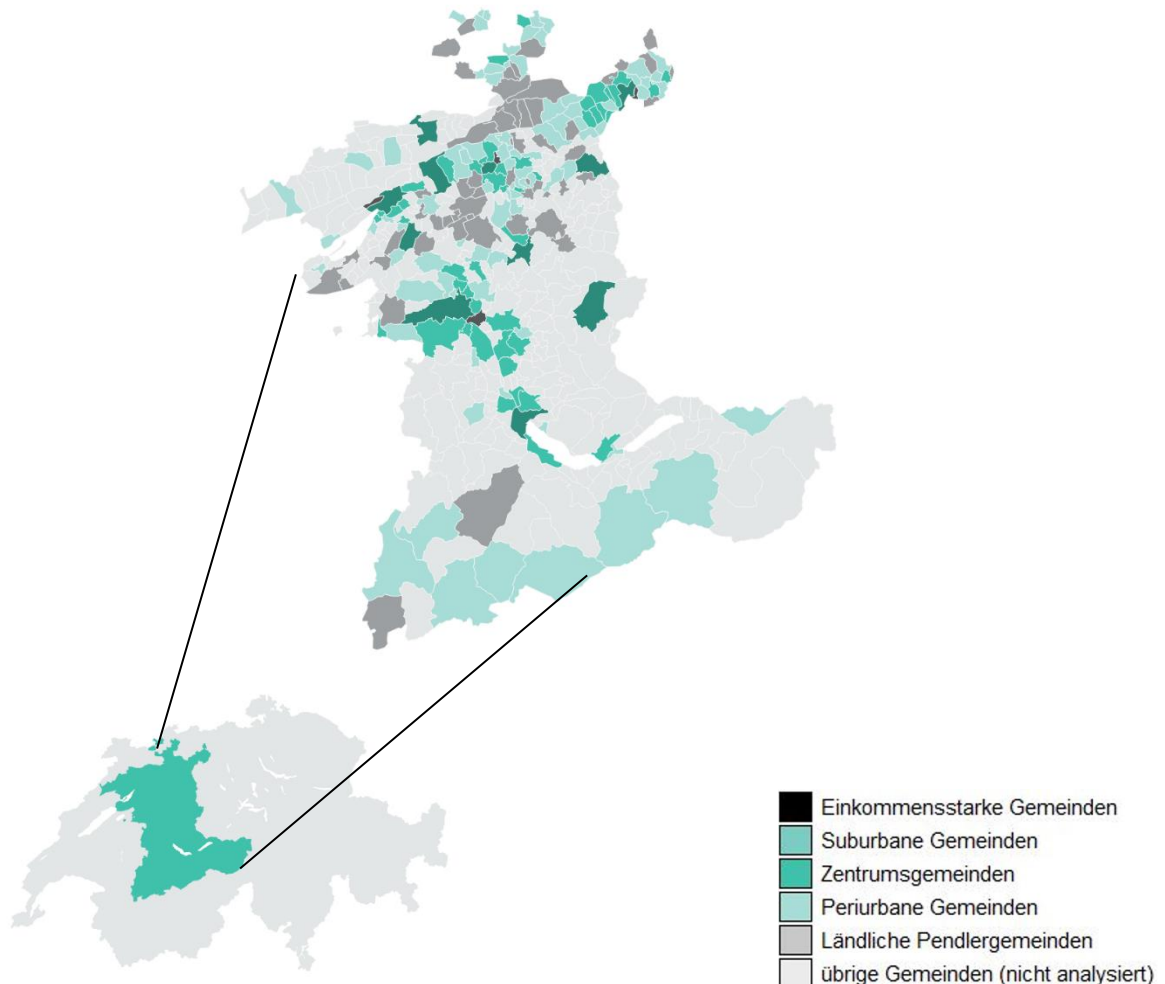 Einkommensstarke Gemeinden
Suburbane Gemeinden
Zentrumsgemeinden
Periurbane Gemeinden
Ländliche Pendlergemeinden
übrige Gemeinden (nicht analysiert)